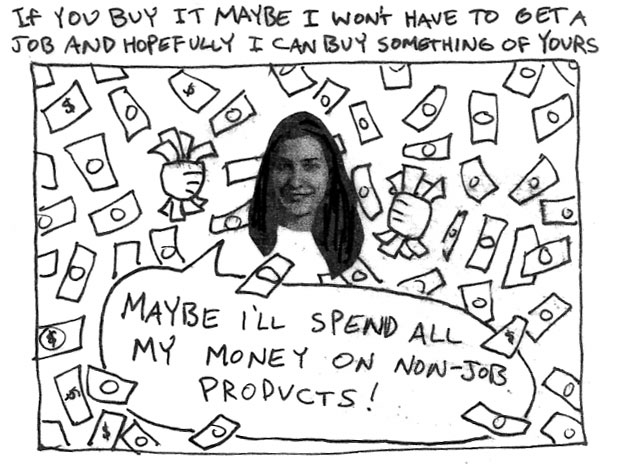 IF YOU BUY IT MAYBE I WON'T HAVE TO GET A
JOB AND HOPEFULLY I CAN BUY SOMETHING OF YOURS
$
$
MAYBE I'LL SPEND ALL
MY MONEY ON NON-JOB
PRODUCTS!
$
$
$
$